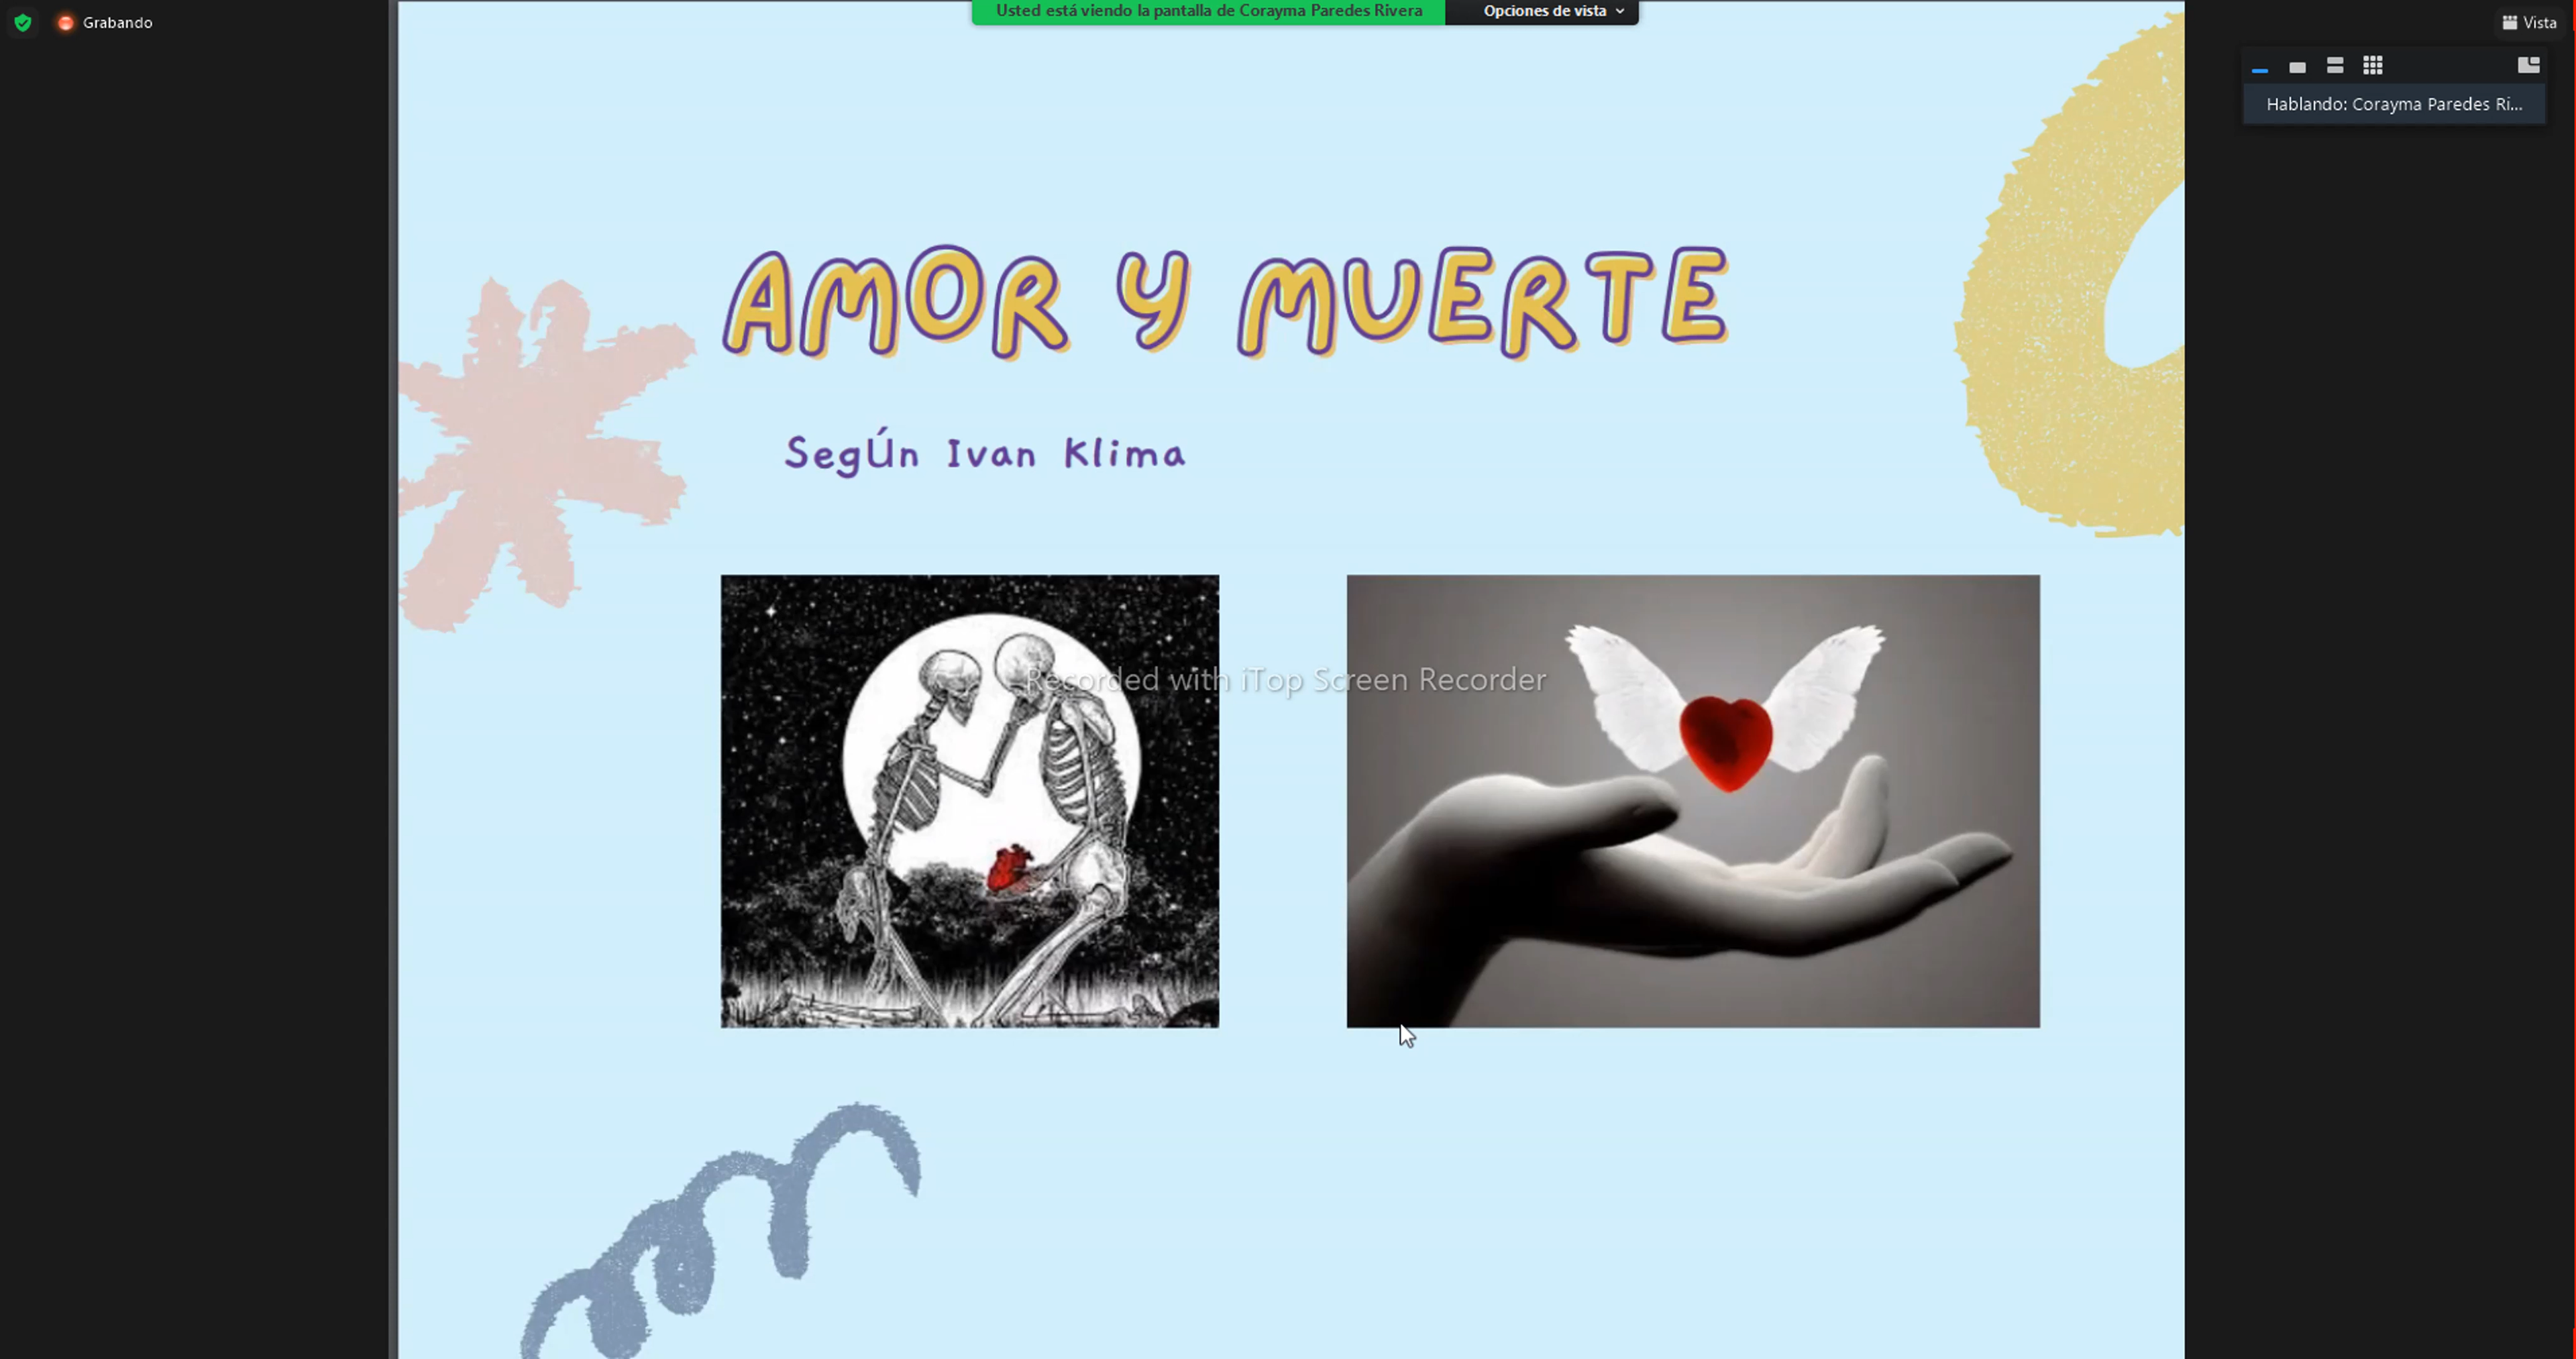 Grabando
Usted está viendo la pantalla de Corayma Paredes Rivera
Opciones de vista
Vista
Hablando: Corayma Paredes Ri...
AMOR Y MUERTE
SegÚn Ivan Klima
Recorded with iTop Screen Recorder